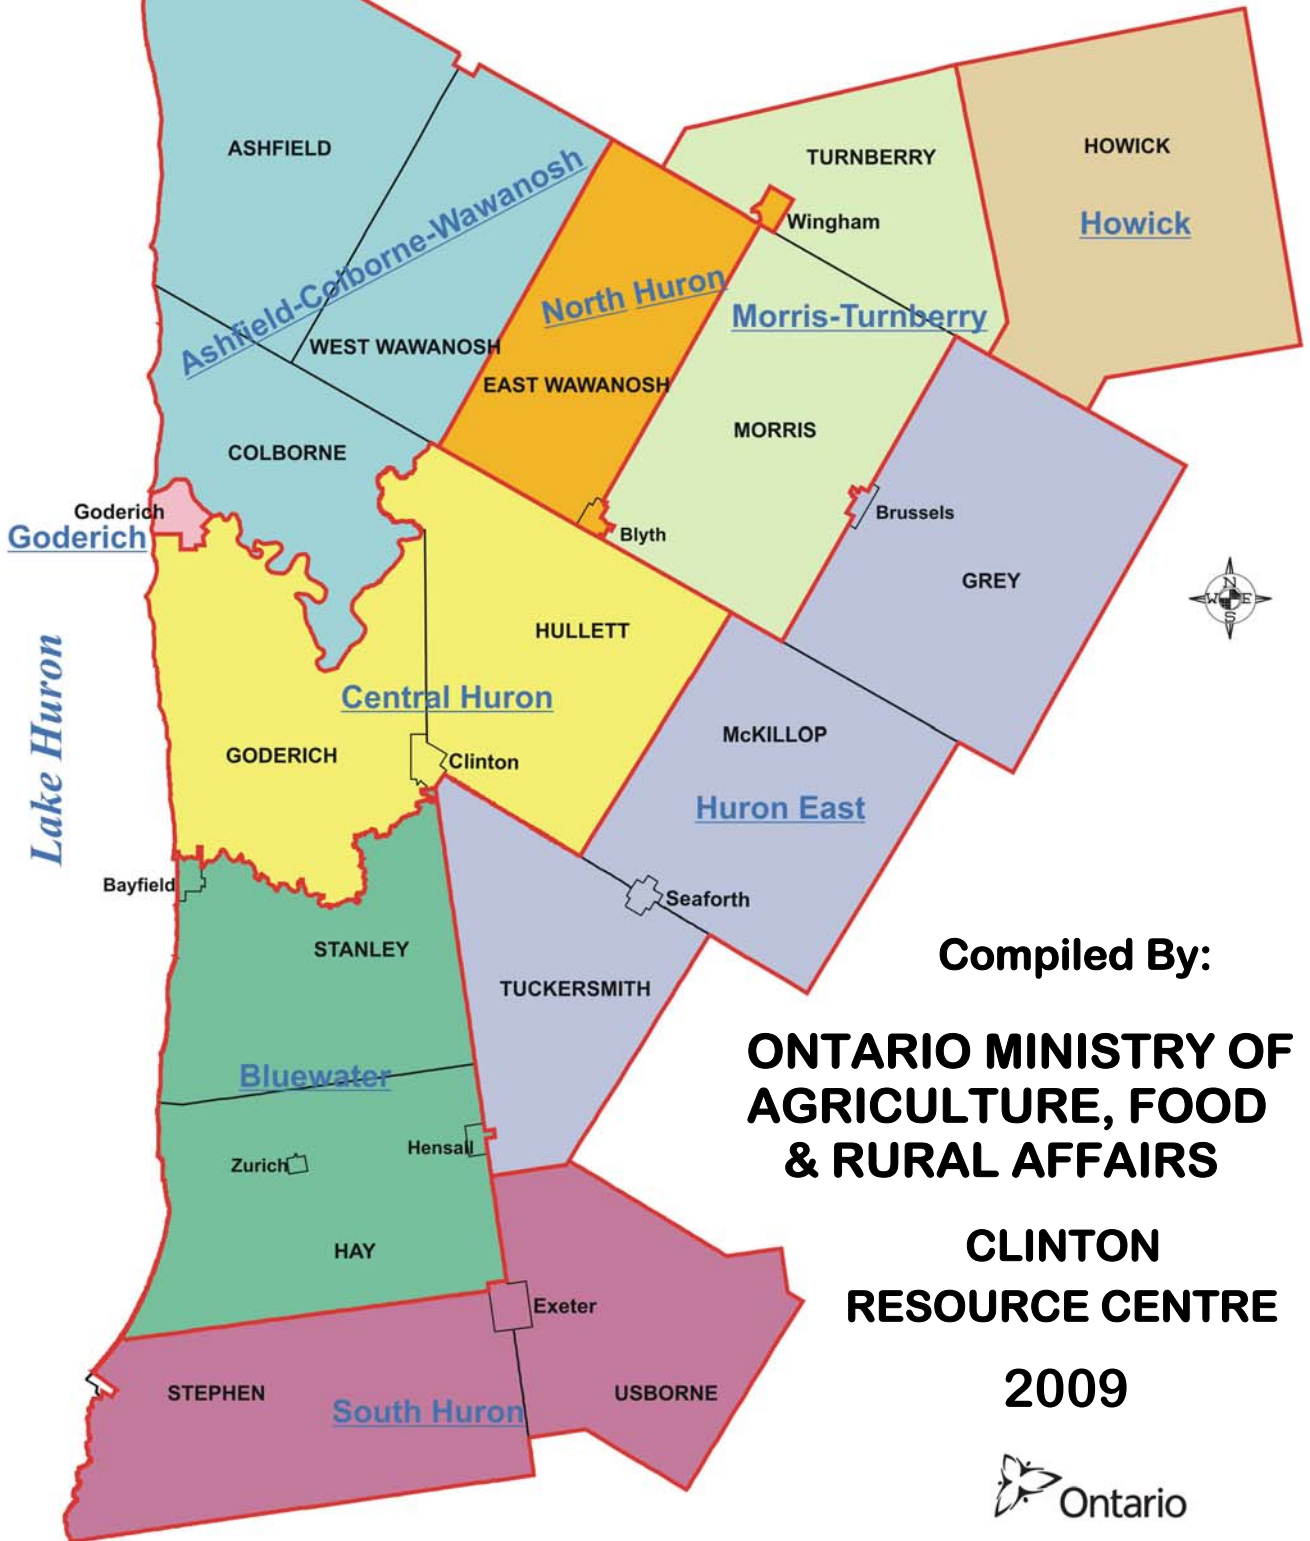 HOWICK
ASHFIELD
TURNBERRY
Howick
Wingham
Ashfield-Colborne-Wawanosh
North Huron
Morris-Turnberry
WEST WAWANOSH
EAST WAWANOSH
MORRIS
COLBORNE
Goderich
Goderich
Brussels
Blyth
GREY
N
W E
S
HULLETT
Lake Huron
Central Huron
McKILLOP
GODERICH
Clinton
Huron East
Bayfield
Seaforth
STANLEY
TUCKERSMITH
Compiled By:
ONTARIO MINISTRY OF
AGRICULTURE, FOOD
& RURAL AFFAIRS
Bluewater
Hensall
Zurich
HAY
CLINTON
RESOURCE CENTRE
Exeter
2009
STEPHEN
South Huron
USBORNE
Ontario